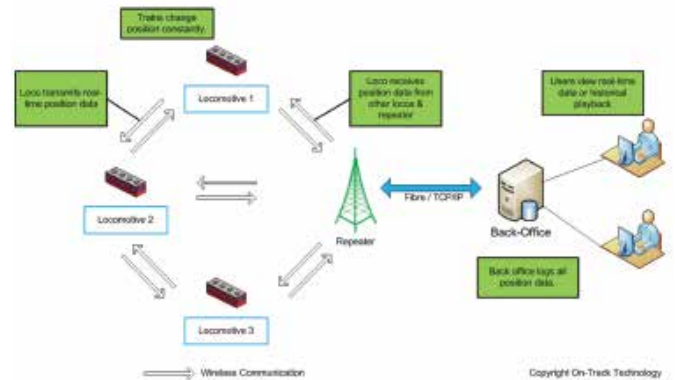 Trains change
position constantly.
Loco transmits real-
time position data
Locomotive 1
Loco receives
position data from
other locos &
repeater
Users view real-time
data or historical
playback
Locomotive 2
Fibre / TCP/IP
Repeater
Back-Office
Back office logs all
position data.
Locomotive 3
Wireless Communication
Copyright On-Track Technology